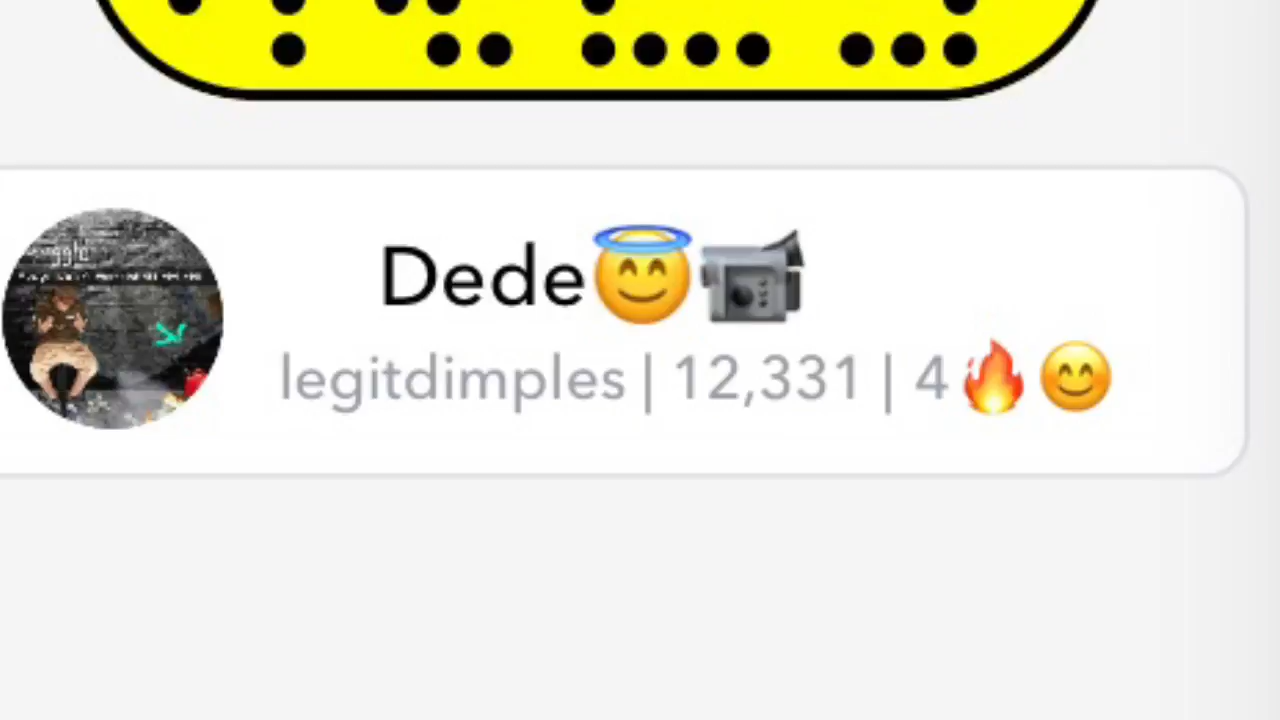 Dede😇📹
legitdimples | 12,331 | 4🔥😊